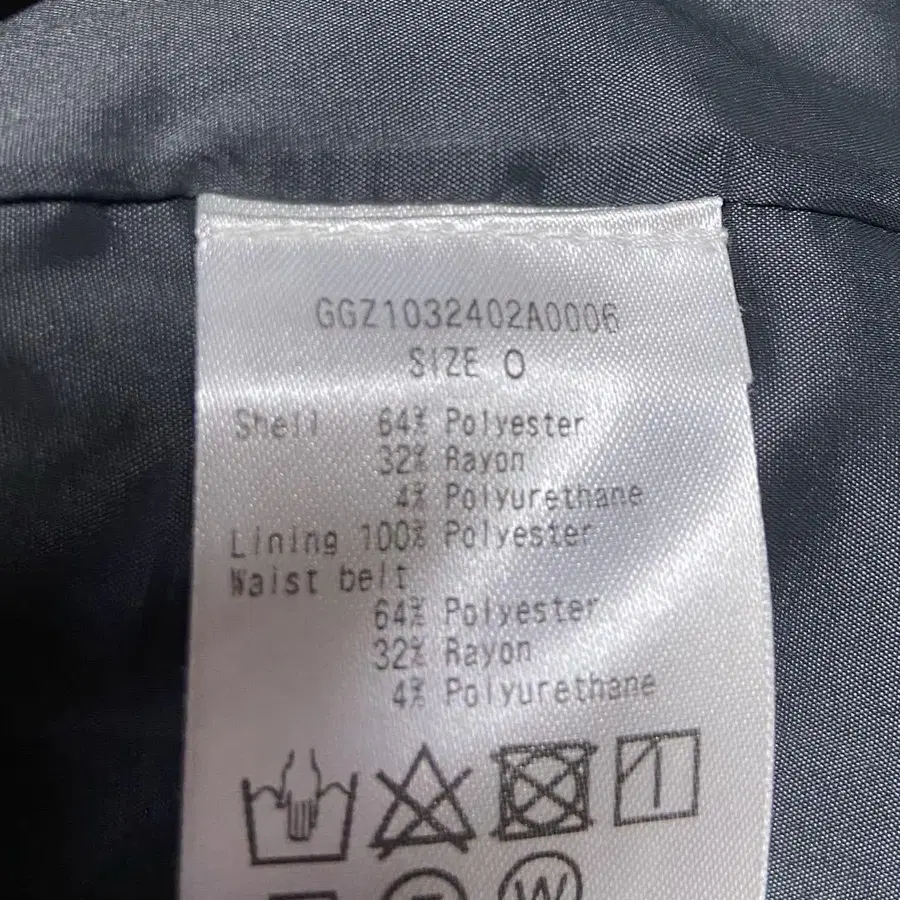 GGZ1032402A0006
SIZE 0
Shell 64% Polyester
32% Rayon
4% Polyurethane
Lining 100% Polyester
Waist belt
64% Polyester
32% Rayon
4% Polyurethane
W